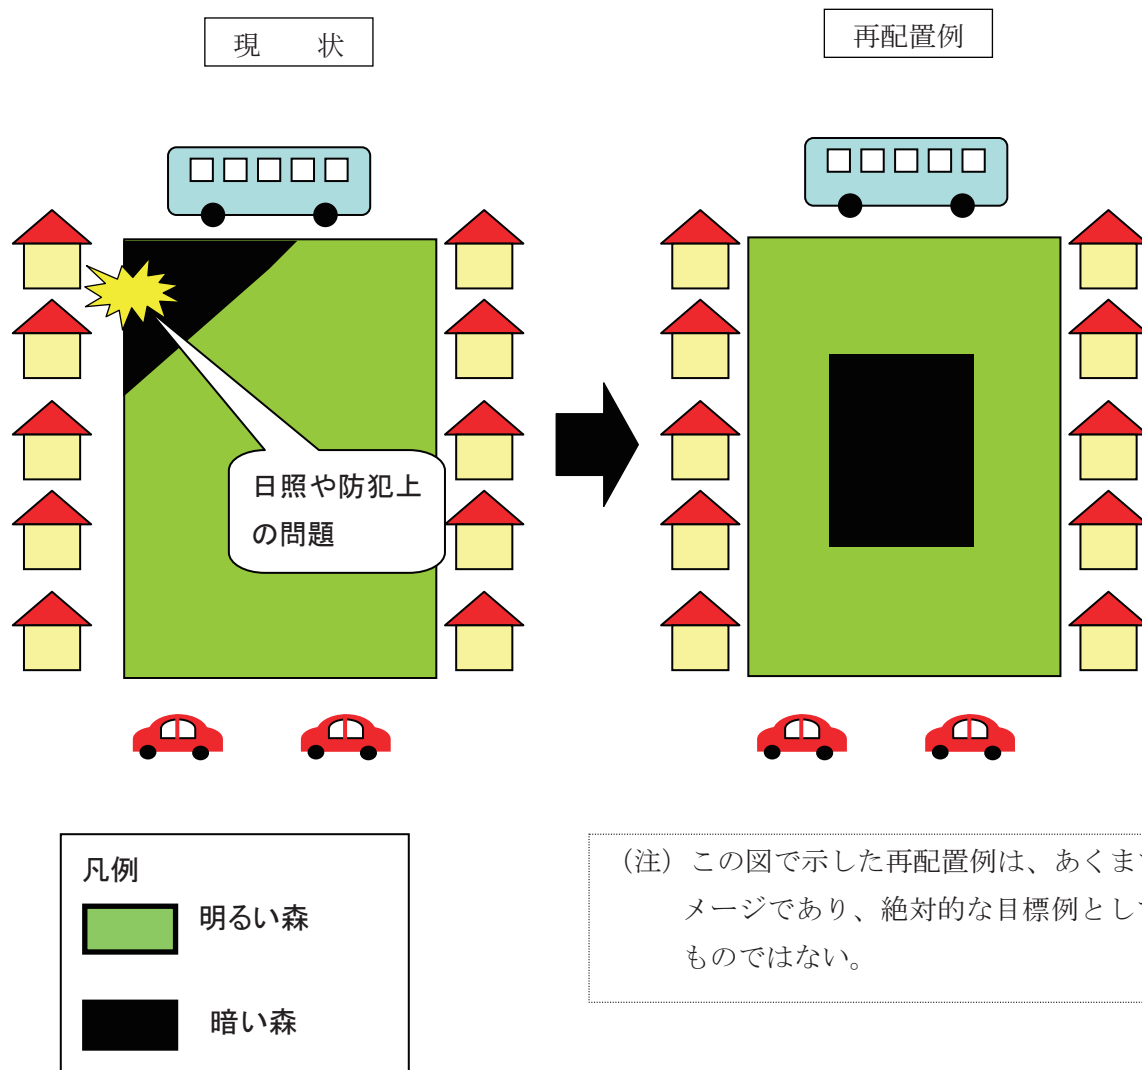 現　　状
再配置例
日照や防犯上
の問題
凡例
明るい森
暗い森
（注）この図で示した再配置例は、あくま
メージであり、絶対的な目標例とし
ものではない。